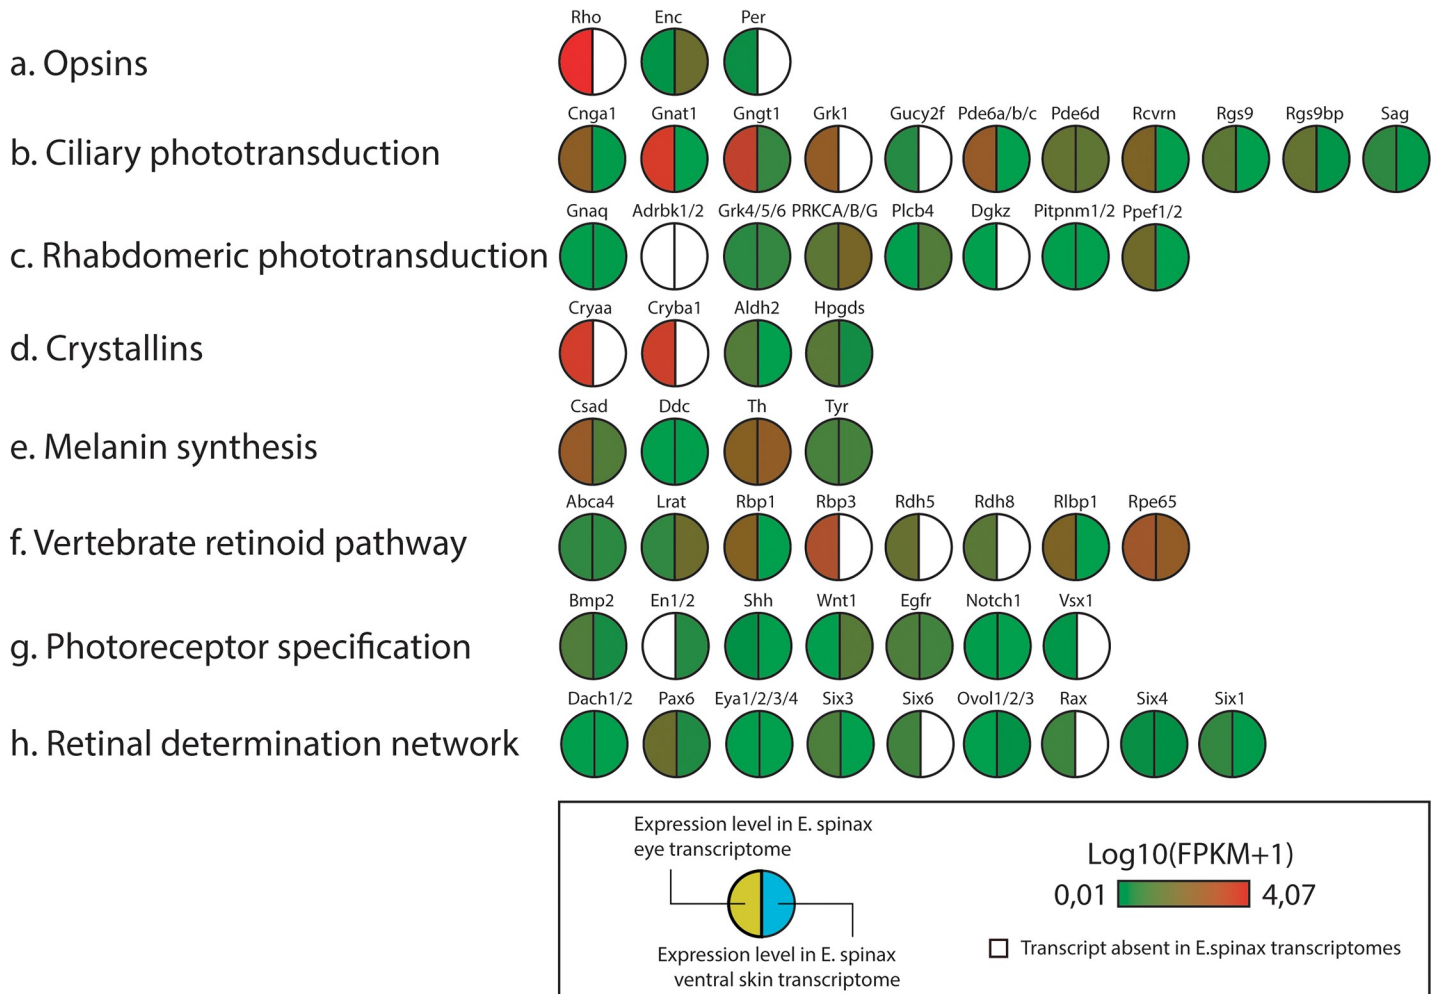 Rho Enc Per
a. Opsins
Cnga1 Gnat1 Gngt1 Grk1 Gucy2f Pde6a/b/c Pde6d Rcvrn Rgs9 Rgs9bp Sag
b. Ciliary phototransduction
Gnaq Adrbk1/2 Grk4/5/6 PRKCA/B/G Plcb4 Dgkz Pitpnm1/2 Ppef1/2
c. Rhabdomeric phototransduction
Cryaa Cryba1 Aldh2 Hpgds
d. Crystallins
Csad Ddc Th Tyr
e. Melanin synthesis
Abca4 Lrat Rbp1 Rbp3 Rdh5 Rdh8 Rlbp1 Rpe65
f. Vertebrate retinoid pathway
Bmp2 En1/2 Shh Wnt1 Egfr Notch1 Vsx1
g. Photoreceptor specification
Dach1/2 Pax6 Eya1/2/3/4 Six3 Six6 Ovol1/2/3 Rax Six4 Six1
h. Retinal determination network
Expression level in E. spinax
eye transcriptome
Expression level in E. spinax
ventral skin transcriptome
Log10(FPKM+1)
0,01 4,07
Transcript absent in E.spinax transcriptomes